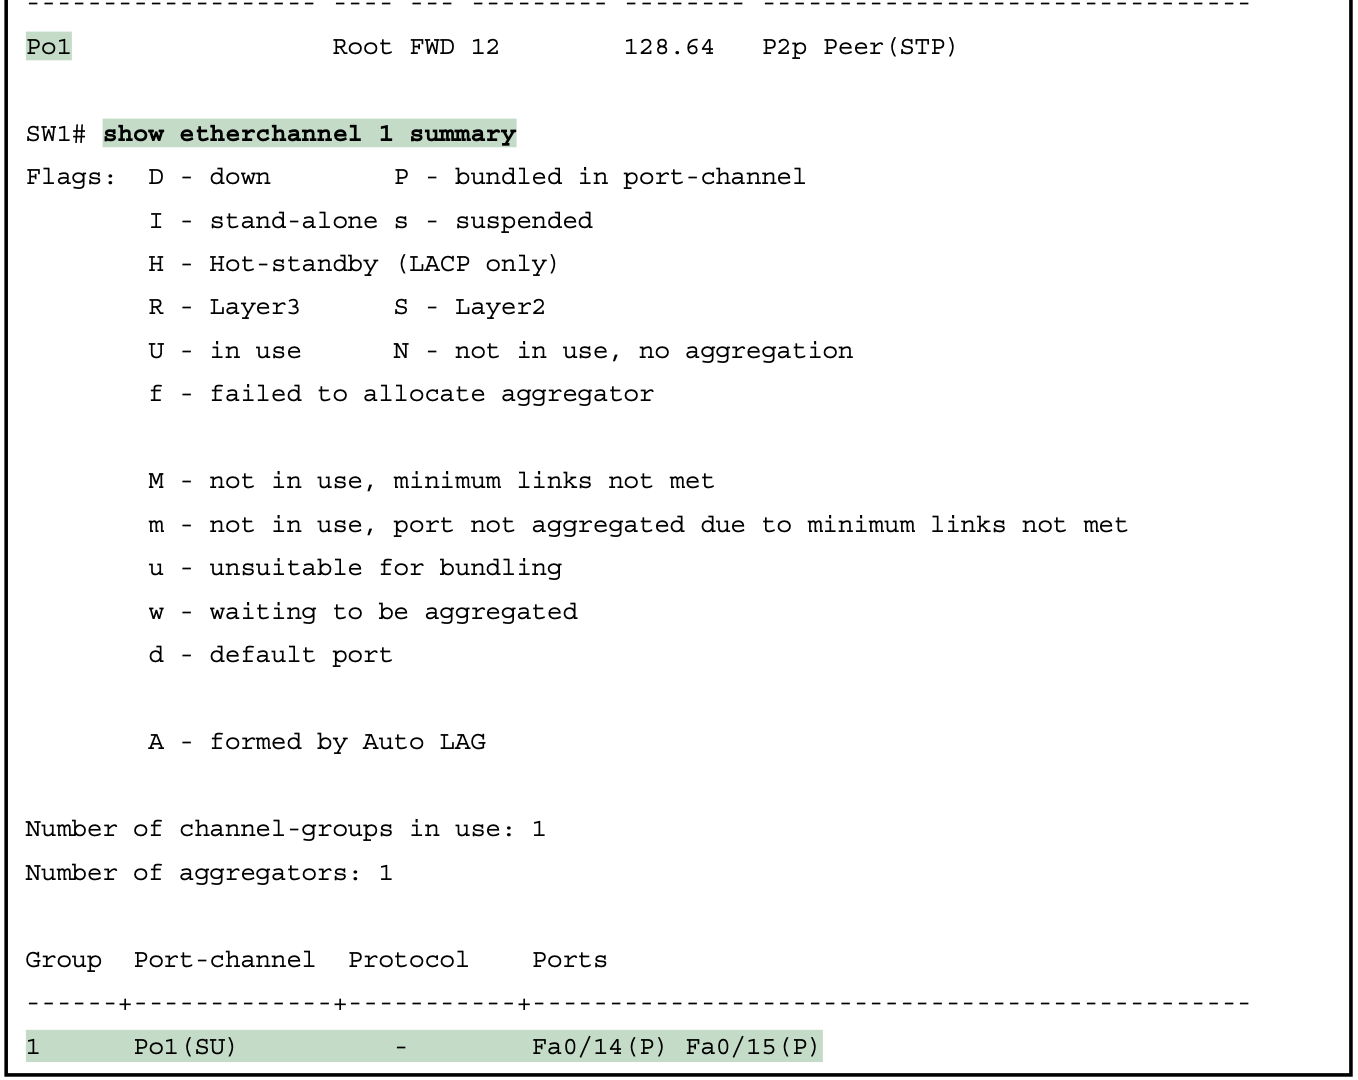 ------------------- ---- --- --------- -------- --------------------------------
Po1                 Root FWD 12        128.64   P2p Peer(STP)
SW1# show etherchannel 1 summary
Flags:  D - down        P - bundled in port-channel
        I - stand-alone s - suspended
        H - Hot-standby (LACP only)
        R - Layer3      S - Layer2
        U - in use      N - not in use, no aggregation
        f - failed to allocate aggregator
        M - not in use, minimum links not met
        m - not in use, port not aggregated due to minimum links not met
        u - unsuitable for bundling
        w - waiting to be aggregated
        d - default port
        A - formed by Auto LAG
Number of channel-groups in use: 1
Number of aggregators: 1
Group  Port-channel  Protocol    Ports
------+-------------+-----------+-----------------------------------------------
1      Po1(SU)          -        Fa0/14(P) Fa0/15(P)